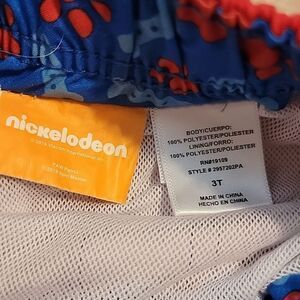 nickelodeon
BODY/CUERPO:
100% POLYESTER/POLIESTER
LINING/FORRO:
100% POLYESTER/POLIESTER
RN#19109
STYLE # 2957202PA
3T
MADE IN CHINA
HECHO EN CHINA